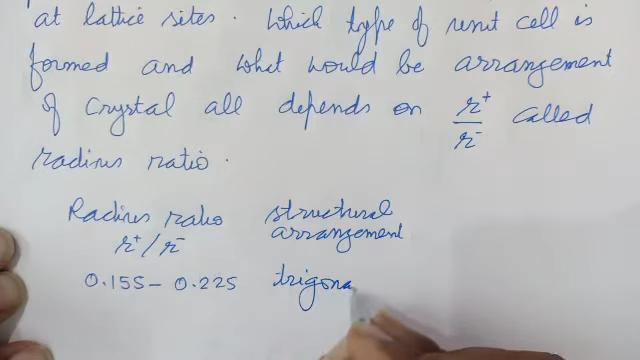 at lattice sites. Which type of unit cell is
formed and what would be arrangement
of crystal all depends on r⁺/r⁻ called
radius ratio.
Radius ratio structural
r⁺/r⁻ arrangement
0.155 - 0.225 trigona